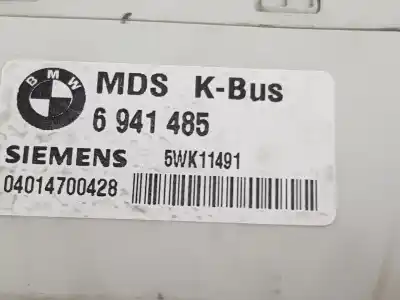 BMW
MDS K-Bus
6 941 485
SIEMENS 5WK11491
04014700428